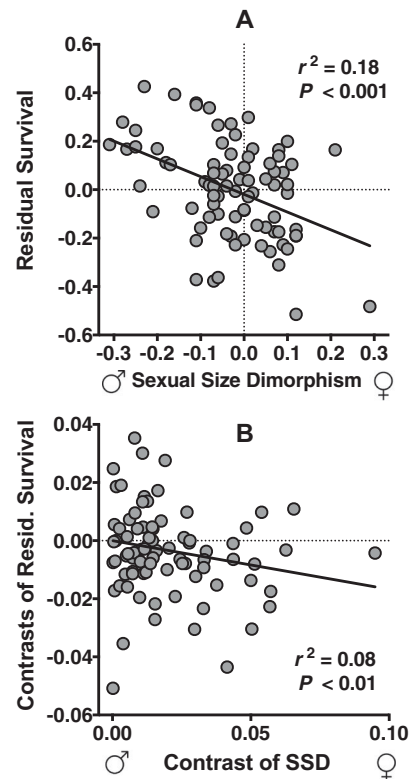 A
0.6
0.4
0.2
0.0
-0.2
-0.4
-0.6
Residual Survival
r² = 0.18
P < 0.001
-0.3 -0.2 -0.1 0.0 0.1 0.2 0.3
♂ Sexual Size Dimorphism ♀
B
0.04
0.02
0.00
-0.02
-0.04
-0.06
Contrasts of Resid. Survival
r² = 0.08
P < 0.01
0.00 0.05 0.10
♂ Contrast of SSD ♀